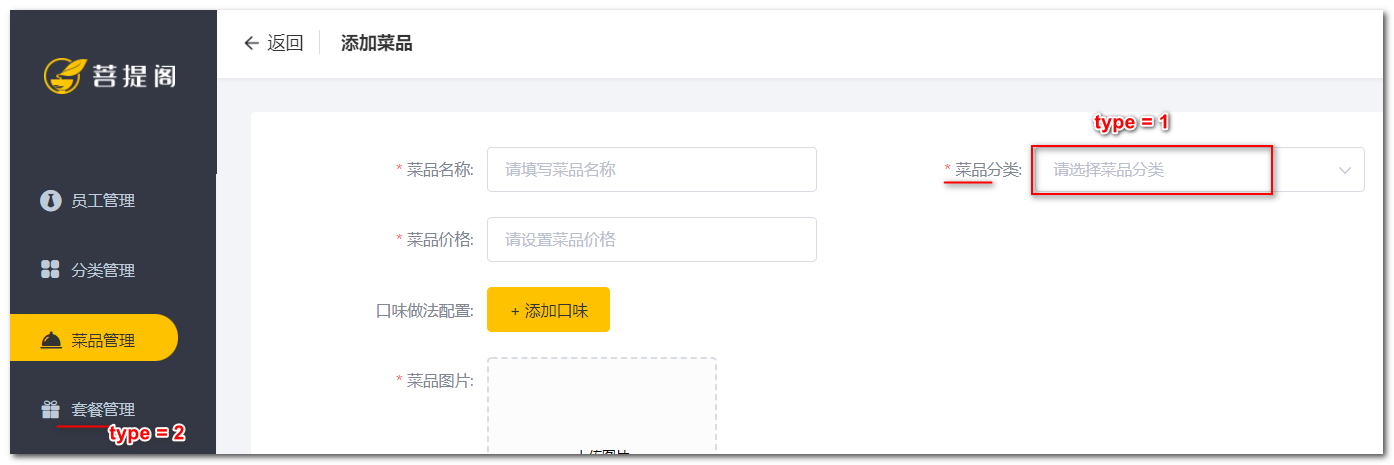 菩提阁
员工管理
分类管理
菜品管理
套餐管理
type = 2
返回
添加菜品
type = 1
* 菜品名称:
请填写菜品名称
* 菜品分类:
请选择菜品分类
* 菜品价格:
请设置菜品价格
口味做法配置:
+ 添加口味
* 菜品图片:
上传图片